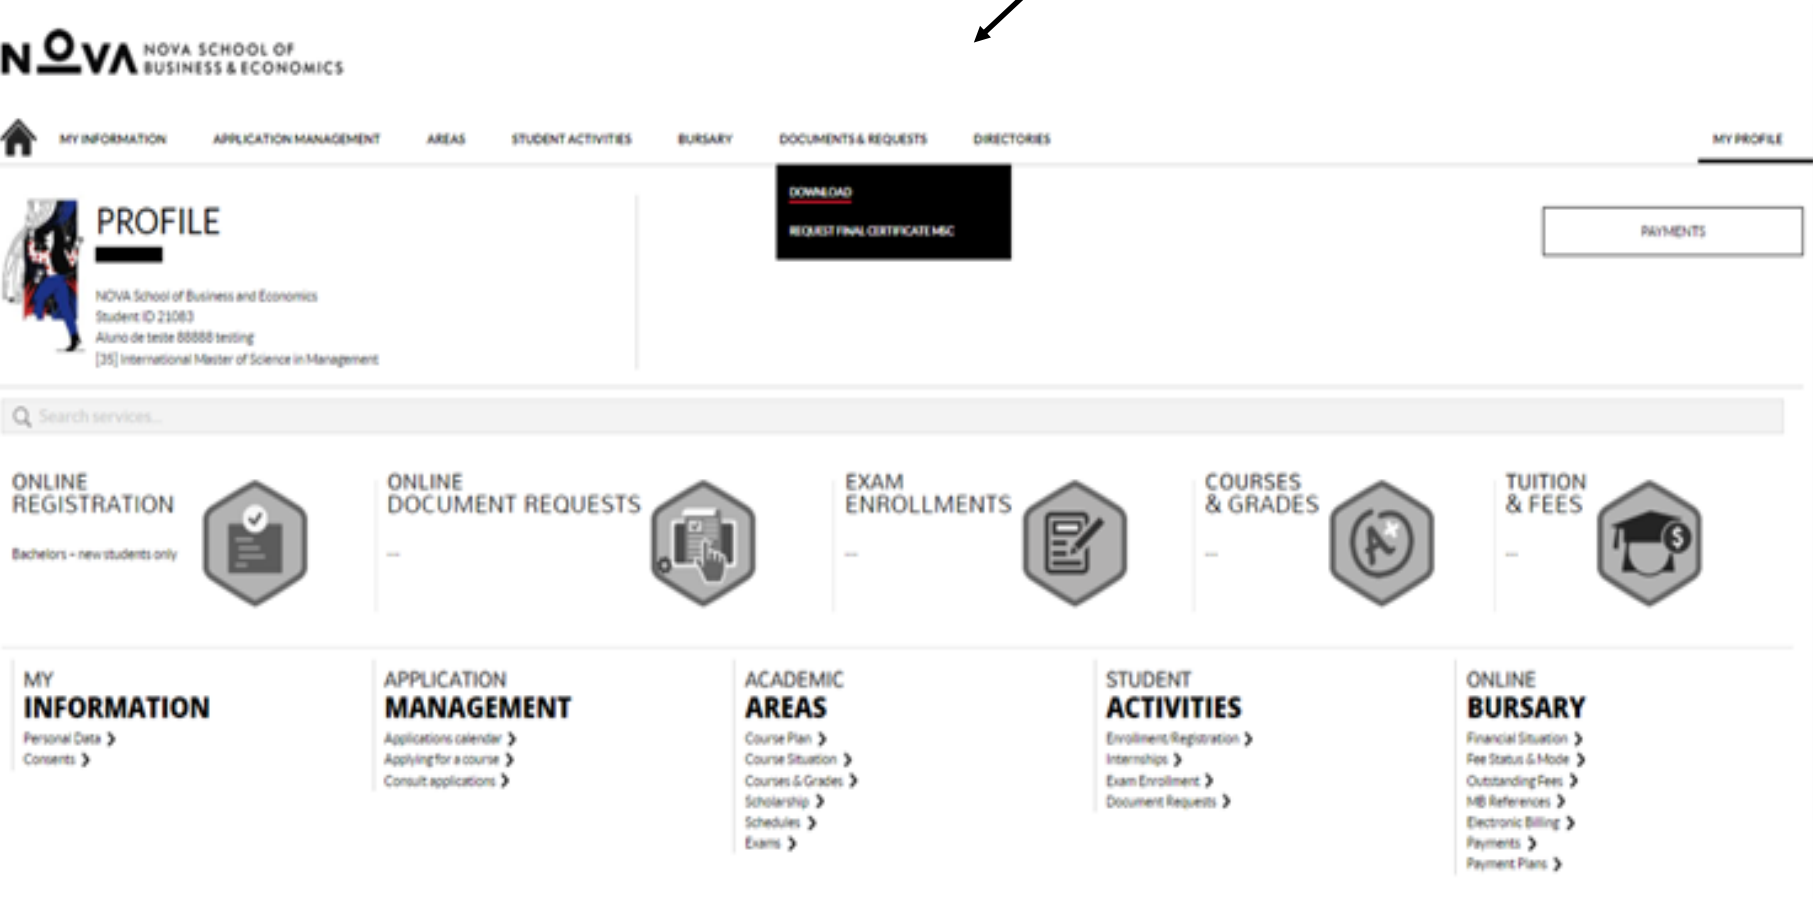 NOVA NOVA SCHOOL OF
BUSINESS & ECONOMICS
MY INFORMATION APPLICATION MANAGEMENT AREAS STUDENT ACTIVITIES BURSARY DOCUMENTS & REQUESTS DIRECTORIES MY PROFILE
DOWNLOAD
REQUEST FINAL CERTIFICATE MSC
PROFILE
PAYMENTS
NOVA School of Business and Economics
Student ID 21083
Aluno de teste 88888 testing
[35] International Master of Science in Management
Search services...
ONLINE
REGISTRATION
Bachelors – new students only
ONLINE
DOCUMENT REQUESTS
...
EXAM
ENROLLMENTS
...
COURSES
& GRADES
...
TUITION
& FEES
...
MY
INFORMATION
Personal Data ❯
Consents ❯
APPLICATION
MANAGEMENT
Applications calendar ❯
Applying for a course ❯
Consult applications ❯
ACADEMIC
AREAS
Course Plan ❯
Course Situation ❯
Courses & Grades ❯
Scholarship ❯
Schedules ❯
Exams ❯
STUDENT
ACTIVITIES
Enrollment/Registration ❯
Internships ❯
Exam Enrollment ❯
Document Requests ❯
ONLINE
BURSARY
Financial Situation ❯
Fee Status & Mode ❯
Outstanding Fees ❯
MB References ❯
Electronic Billing ❯
Payments ❯
Payment Plans ❯